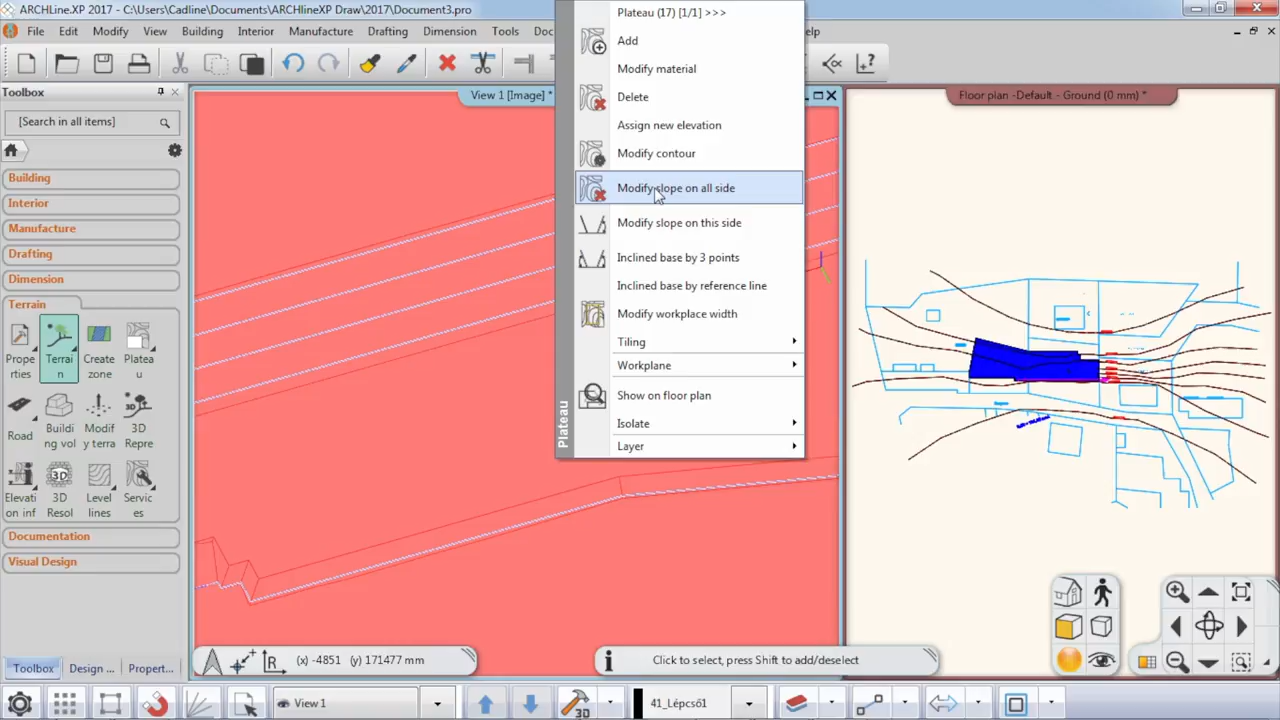 ARCHLine.XP 2017 - C:\Users\Cadline\Documents\ARCHlineXP Draw\2017\Document3.pro
File
Edit
Modify
View
Building
Interior
Manufacture
Drafting
Dimension
Tools
Doc
lp
Toolbox
[Search in all items]
Building
Interior
Manufacture
Drafting
Dimension
Terrain
Prope
rties
Terrai
n
Create
zone
Platea
u
Road
Buildi
ng vol
Modif
y terra
3D
Repre
Elevati
on inf
3D
Resol
Level
lines
Servic
es
Documentation
Visual Design
Toolbox
Design ...
Propert...
View 1 [Image] *
Plateau (17) [1/1] >>>
Add
Modify material
Delete
Assign new elevation
Modify contour
Modify slope on all side
Modify slope on this side
Inclined base by 3 points
Inclined base by reference line
Modify workplace width
Tiling
Workplane
Show on floor plan
Isolate
Layer
Plateau
Floor plan -Default - Ground (0 mm) *
R
(x) -4851 (y) 171477 mm
Click to select, press Shift to add/deselect
View 1
3D
41_Lépcső1